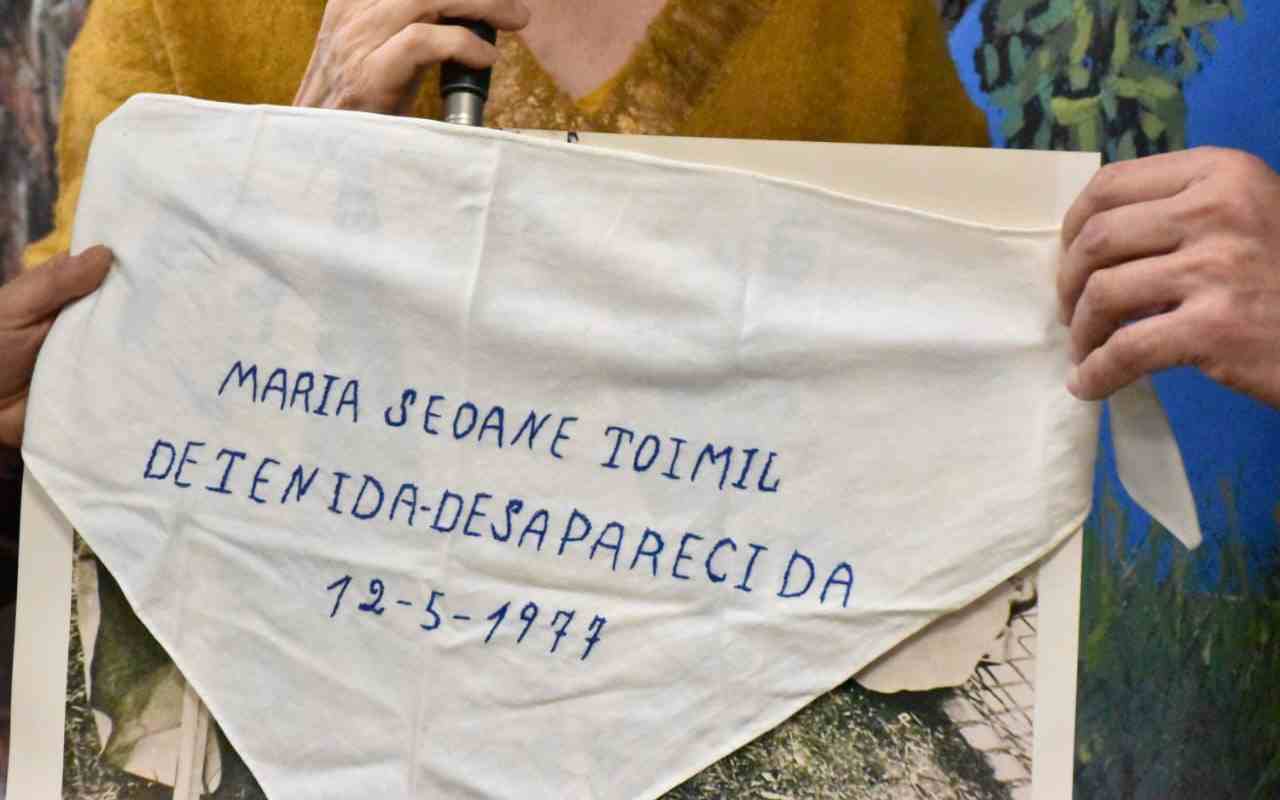 MARIA SEOANE TOIMIL
DETENIDA-DESAPARECIDA
12-5-1977